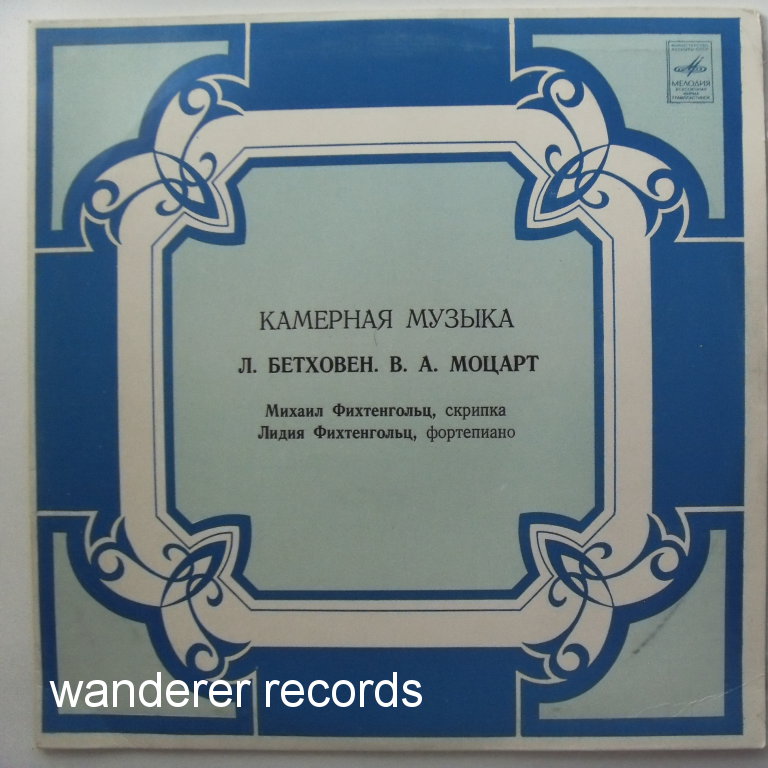 МЕЛОДИЯ
КАМЕРНАЯ МУЗЫКА
Л. БЕТХОВЕН. В. А. МОЦАРТ
Михаил Фихтенгольц, скрипка
Лидия Фихтенгольц, фортепиано
wanderer records